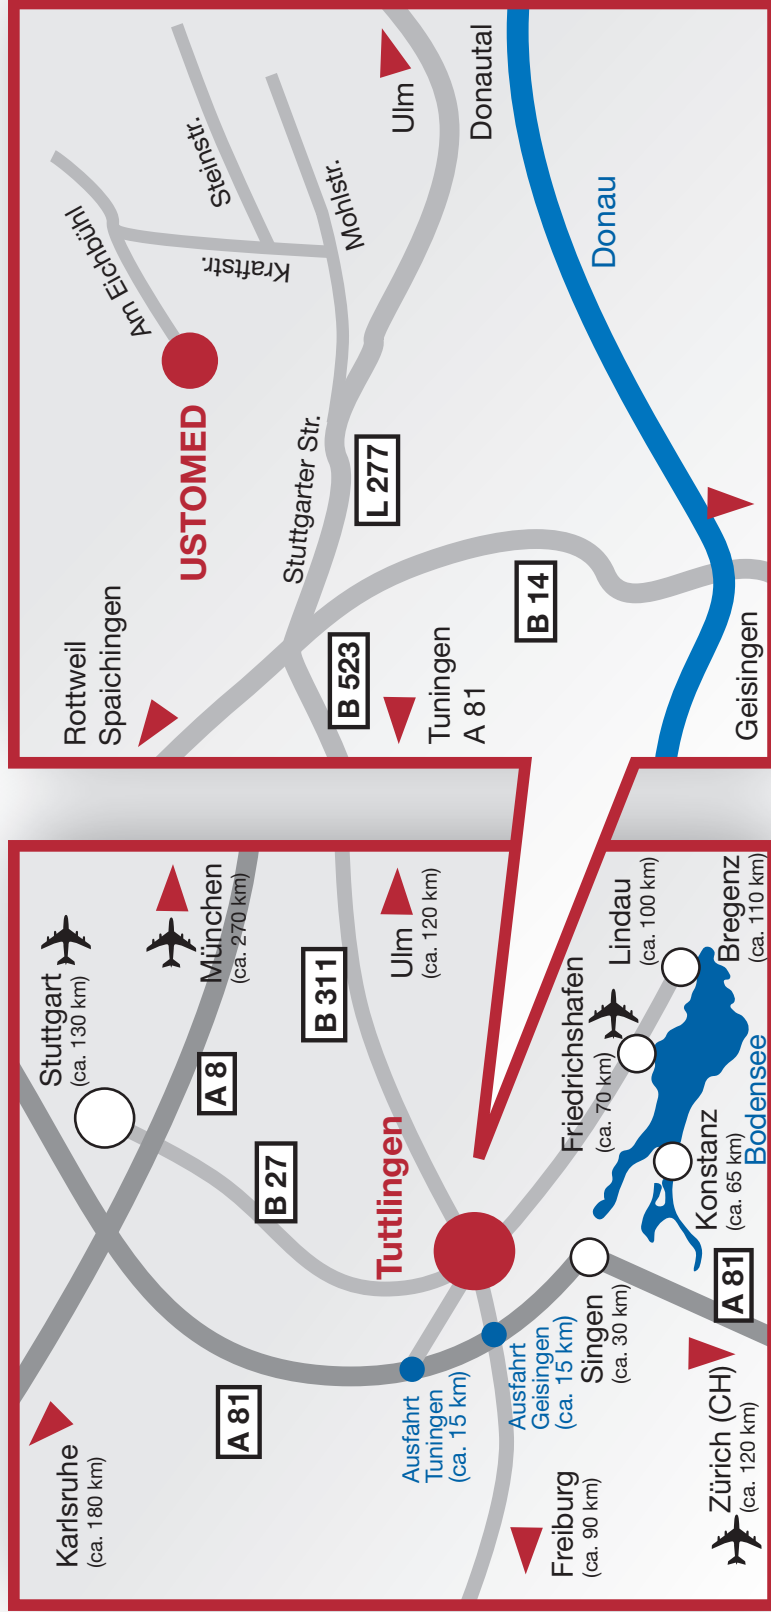 Karlsruhe
(ca. 180 km)
Stuttgart
(ca. 130 km)
München
(ca. 270 km)
A 81
A 8
B 27
B 311
Ulm
(ca. 120 km)
Tuttlingen
Ausfahrt
Tuningen
(ca. 15 km)
Ausfahrt
Geisingen
(ca. 15 km)
Freiburg
(ca. 90 km)
Singen
(ca. 30 km)
Friedrichshafen
(ca. 70 km)
Lindau
(ca. 100 km)
Zürich (CH)
(ca. 120 km)
A 81
Konstanz
(ca. 65 km)
Bodensee
Bregenz
(ca. 110 km)
Rottweil
Spaichingen
USTOMED
Am Eichbühl
Steinstr.
Kraftstr.
Mohlstr.
Stuttgarter Str.
L 277
Ulm
B 523
Tuningen
A 81
Donautal
B 14
Donau
Geisingen